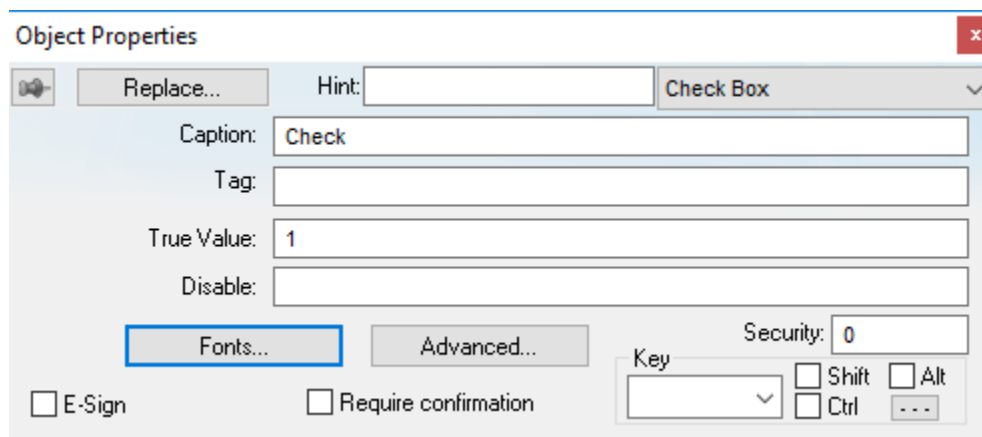 Object Properties
x
Replace... Hint: Check Box
Caption: Check
Tag:
True Value: 1
Disable:
Fonts... Advanced... Security: 0
Key
Shift Alt
E-Sign Require confirmation Ctrl ...